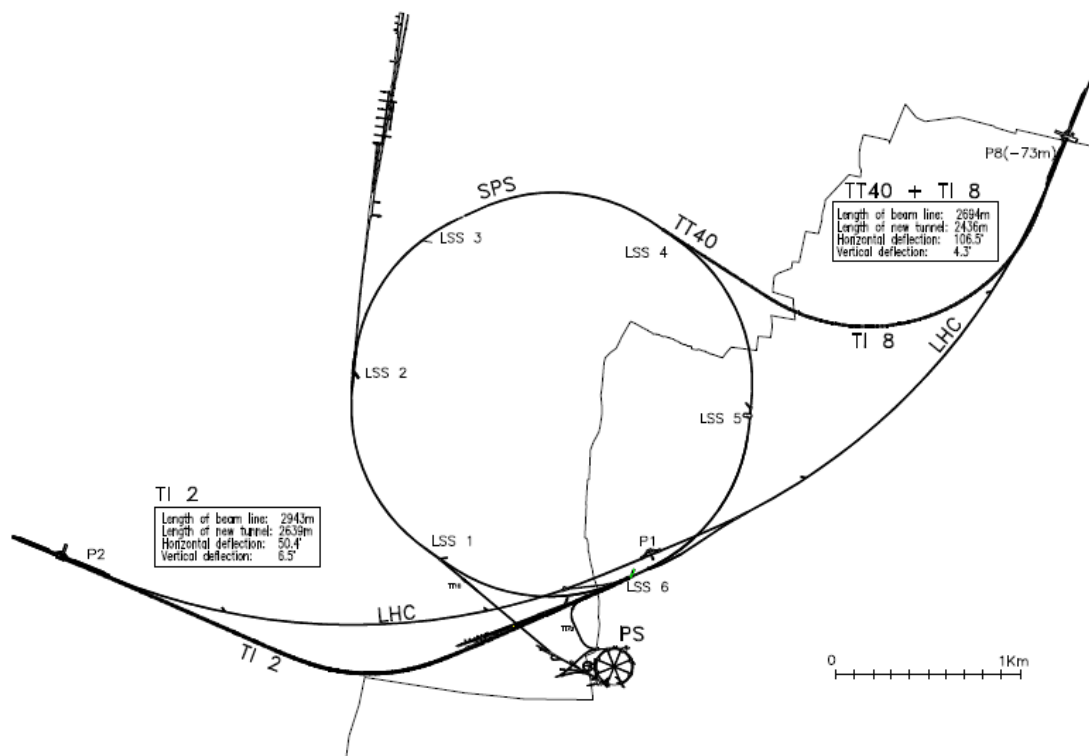 P8(-73m)
SPS
TT40 + TI 8
Length of beam line: 2694m
Length of new tunnel: 2436m
Horizontal deflection: 106.5°
Vertical deflection: 4.3°
LSS 3
TT40
LSS 4
TI 8
LHC
LSS 2
LSS 5
TI 2
Length of beam line: 2943m
Length of new tunnel: 2639m
Horizontal deflection: 50.4°
Vertical deflection: 6.5°
LSS 1
P1
P2
LSS 6
LHC
TI 2
PS
0
1Km